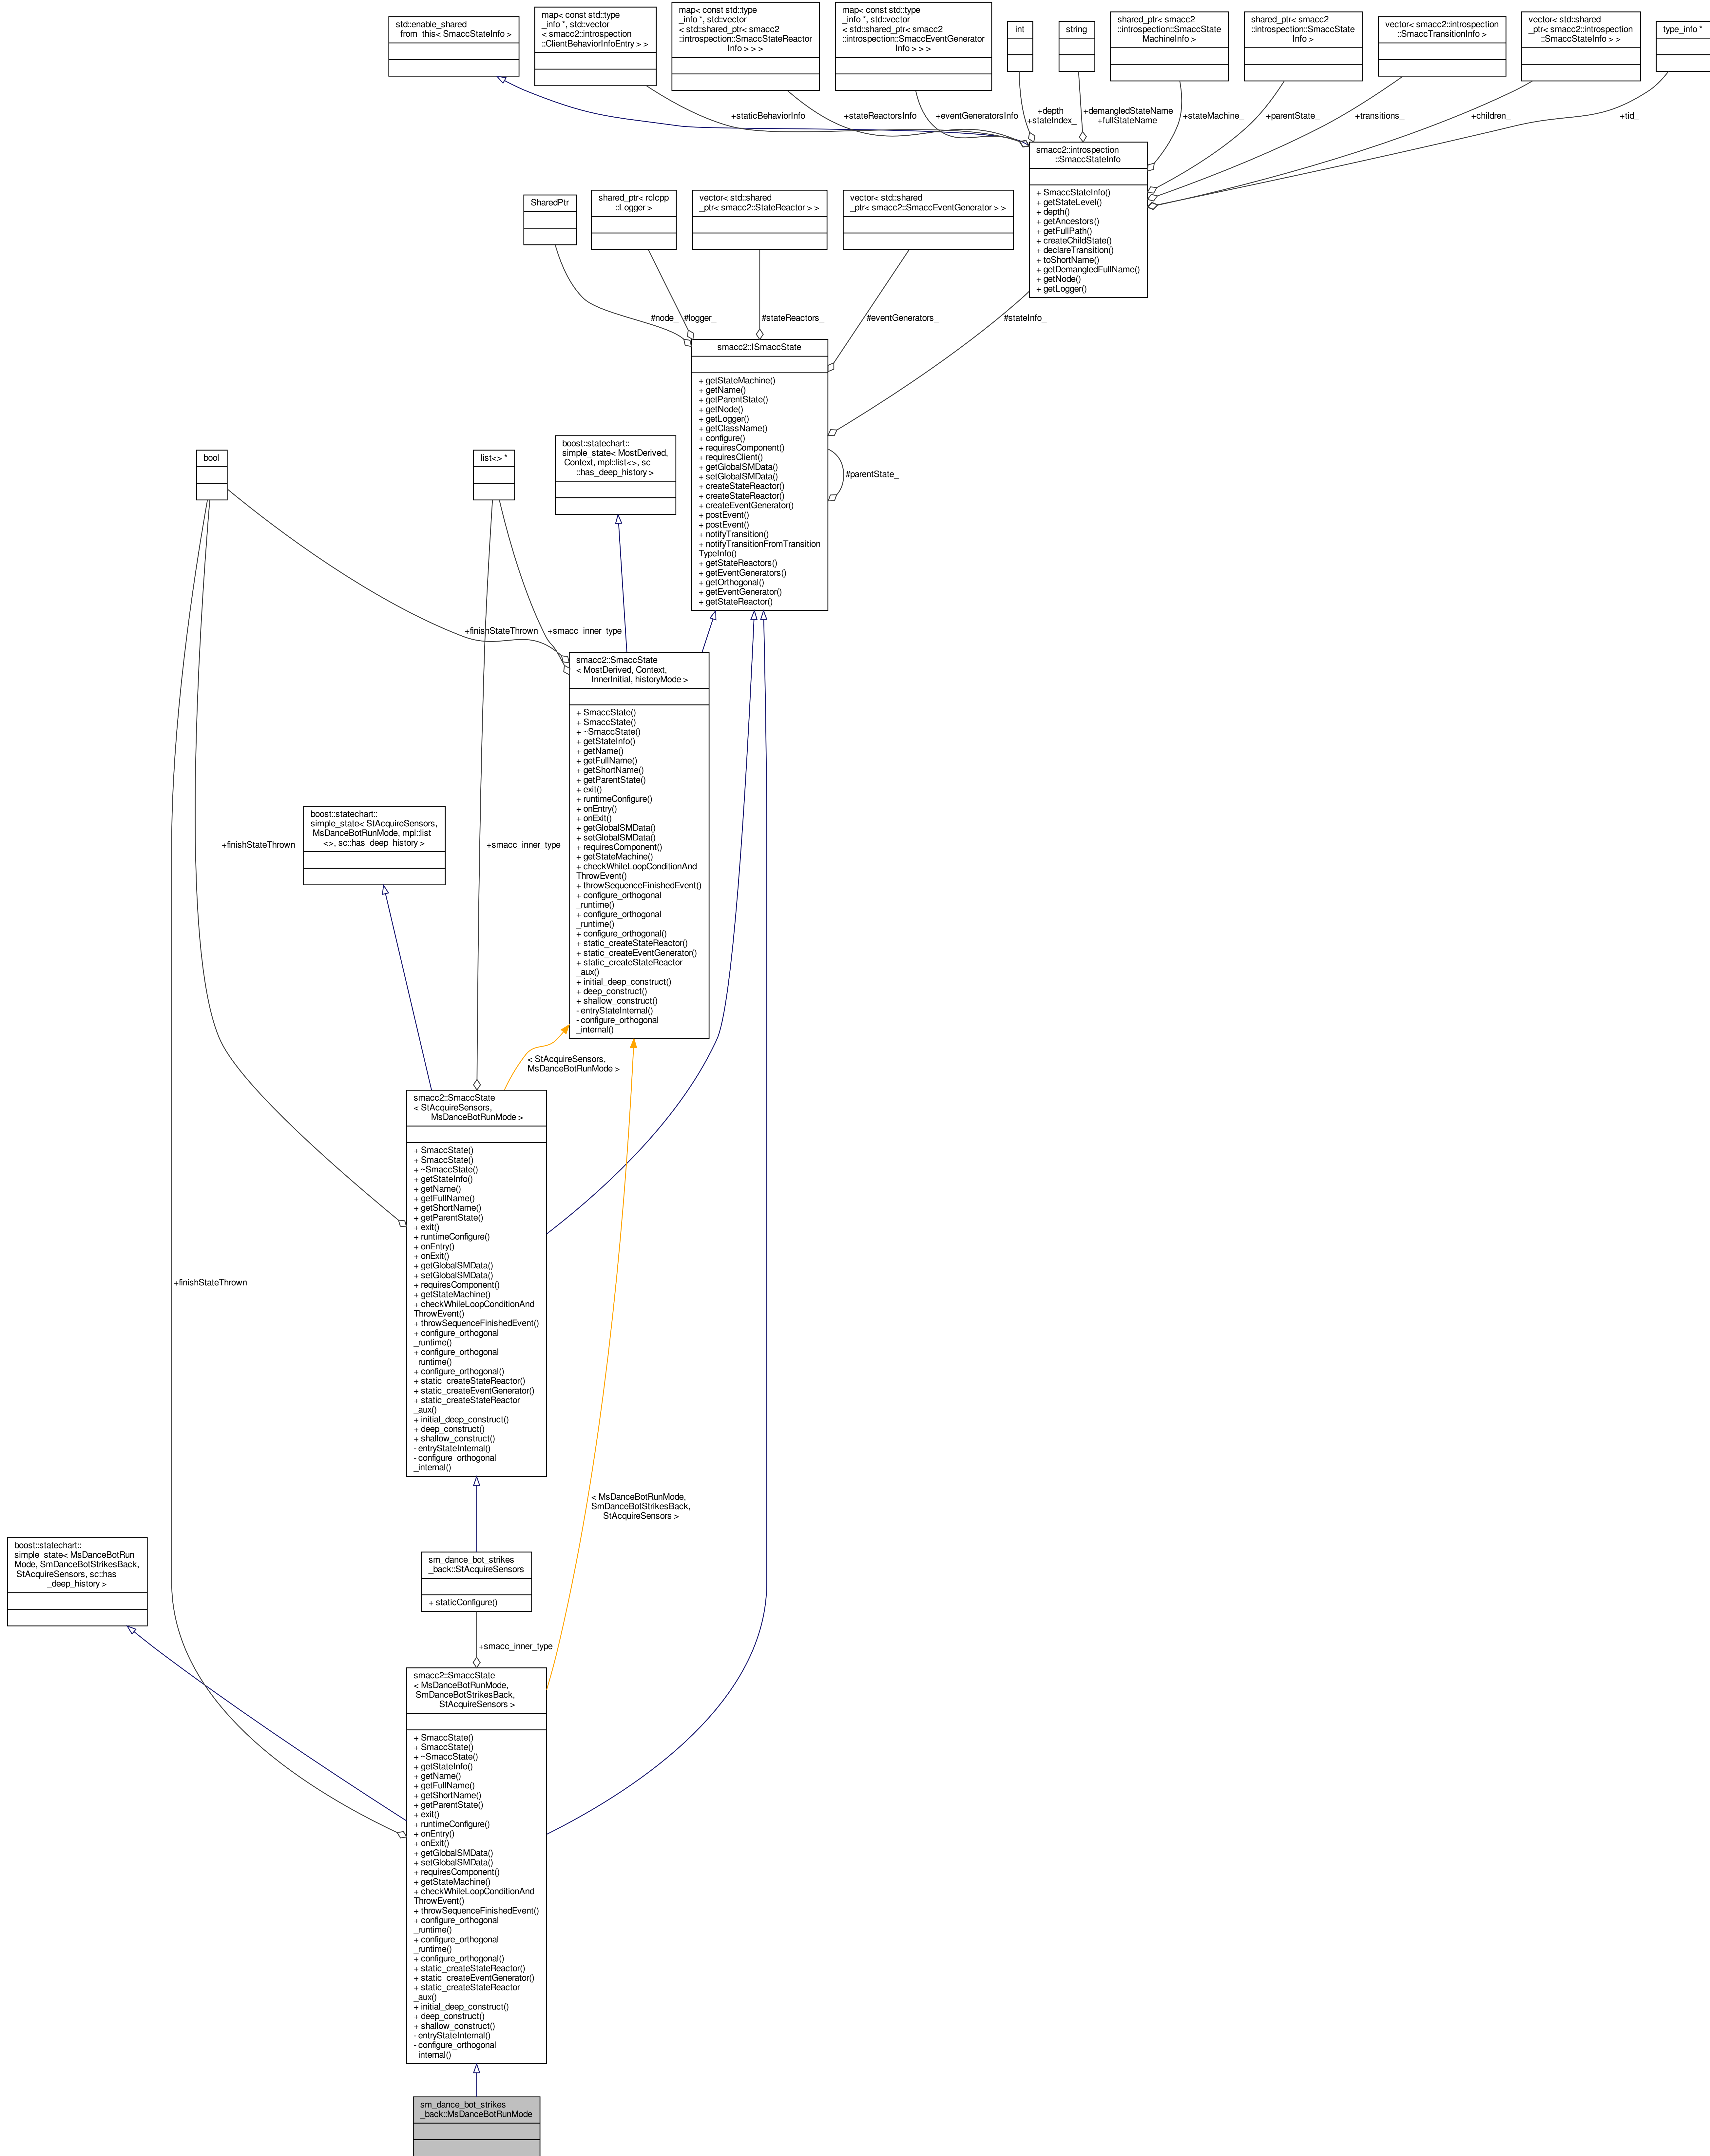 std::enable_shared
_from_this< SmaccStateInfo >
map< const std::type
_info *, std::vector
< smacc2::introspection
::ClientBehaviorInfoEntry > >
map< const std::type
_info *, std::vector
< std::shared_ptr< smacc2
::introspection::SmaccStateReactor
Info > > >
map< const std::type
_info *, std::vector
< std::shared_ptr< smacc2
::introspection::SmaccEventGenerator
Info > > >
int
string
shared_ptr< smacc2
::introspection::SmaccState
MachineInfo >
shared_ptr< smacc2
::introspection::SmaccState
Info >
vector< smacc2::introspection
::SmaccTransitionInfo >
vector< std::shared
_ptr< smacc2::introspection
::SmaccStateInfo > >
type_info *
+staticBehaviorInfo
+stateReactorsInfo
+eventGeneratorsInfo
+depth_
+stateIndex_
+demangledStateName
+fullStateName
+stateMachine_
+parentState_
+transitions_
+children_
+tid_
smacc2::introspection
::SmaccStateInfo
+ SmaccStateInfo()
+ getStateLevel()
+ depth()
+ getAncestors()
+ getFullPath()
+ createChildState()
+ declareTransition()
+ toShortName()
+ getDemangledFullName()
+ getNode()
+ getLogger()
SharedPtr
shared_ptr< rclcpp
::Logger >
vector< std::shared
_ptr< smacc2::StateReactor > >
vector< std::shared
_ptr< smacc2::SmaccEventGenerator > >
#node_
#logger_
#stateReactors_
#eventGenerators_
#stateInfo_
smacc2::ISmaccState
+ getStateMachine()
+ getName()
+ getParentState()
+ getNode()
+ getLogger()
+ getClassName()
+ configure()
+ requiresComponent()
+ requiresClient()
+ getGlobalSMData()
+ setGlobalSMData()
+ createStateReactor()
+ createStateReactor()
+ createEventGenerator()
+ postEvent()
+ postEvent()
+ notifyTransition()
+ notifyTransitionFromTransition
TypeInfo()
+ getStateReactors()
+ getEventGenerators()
+ getOrthogonal()
+ getEventGenerator()
+ getStateReactor()
#parentState_
bool
list<> *
boost::statechart::
simple_state< MostDerived,
Context, mpl::list<>, sc
::has_deep_history >
+finishStateThrown
+smacc_inner_type
smacc2::SmaccState
< MostDerived, Context,
InnerInitial, historyMode >
+ SmaccState()
+ SmaccState()
+ ~SmaccState()
+ getStateInfo()
+ getName()
+ getFullName()
+ getShortName()
+ getParentState()
+ exit()
+ runtimeConfigure()
+ onEntry()
+ onExit()
+ getGlobalSMData()
+ setGlobalSMData()
+ requiresComponent()
+ getStateMachine()
+ checkWhileLoopConditionAnd
ThrowEvent()
+ throwSequenceFinishedEvent()
+ configure_orthogonal
_runtime()
+ configure_orthogonal
_runtime()
+ configure_orthogonal()
+ static_createStateReactor()
+ static_createEventGenerator()
+ static_createStateReactor
_aux()
+ initial_deep_construct()
+ deep_construct()
+ shallow_construct()
- entryStateInternal()
- configure_orthogonal
_internal()
boost::statechart::
simple_state< StAcquireSensors,
MsDanceBotRunMode, mpl::list
<>, sc::has_deep_history >
+finishStateThrown
+smacc_inner_type
< StAcquireSensors,
MsDanceBotRunMode >
smacc2::SmaccState
< StAcquireSensors,
MsDanceBotRunMode >
+ SmaccState()
+ SmaccState()
+ ~SmaccState()
+ getStateInfo()
+ getName()
+ getFullName()
+ getShortName()
+ getParentState()
+ exit()
+ runtimeConfigure()
+ onEntry()
+ onExit()
+ getGlobalSMData()
+ setGlobalSMData()
+ requiresComponent()
+ getStateMachine()
+ checkWhileLoopConditionAnd
ThrowEvent()
+ throwSequenceFinishedEvent()
+ configure_orthogonal
_runtime()
+ configure_orthogonal
_runtime()
+ configure_orthogonal()
+ static_createStateReactor()
+ static_createEventGenerator()
+ static_createStateReactor
_aux()
+ initial_deep_construct()
+ deep_construct()
+ shallow_construct()
- entryStateInternal()
- configure_orthogonal
_internal()
+finishStateThrown
< MsDanceBotRunMode,
SmDanceBotStrikesBack,
StAcquireSensors >
boost::statechart::
simple_state< MsDanceBotRun
Mode, SmDanceBotStrikesBack,
StAcquireSensors, sc::has
_deep_history >
sm_dance_bot_strikes
_back::StAcquireSensors
+ staticConfigure()
+smacc_inner_type
smacc2::SmaccState
< MsDanceBotRunMode,
SmDanceBotStrikesBack,
StAcquireSensors >
+ SmaccState()
+ SmaccState()
+ ~SmaccState()
+ getStateInfo()
+ getName()
+ getFullName()
+ getShortName()
+ getParentState()
+ exit()
+ runtimeConfigure()
+ onEntry()
+ onExit()
+ getGlobalSMData()
+ setGlobalSMData()
+ requiresComponent()
+ getStateMachine()
+ checkWhileLoopConditionAnd
ThrowEvent()
+ throwSequenceFinishedEvent()
+ configure_orthogonal
_runtime()
+ configure_orthogonal
_runtime()
+ configure_orthogonal()
+ static_createStateReactor()
+ static_createEventGenerator()
+ static_createStateReactor
_aux()
+ initial_deep_construct()
+ deep_construct()
+ shallow_construct()
- entryStateInternal()
- configure_orthogonal
_internal()
sm_dance_bot_strikes
_back::MsDanceBotRunMode